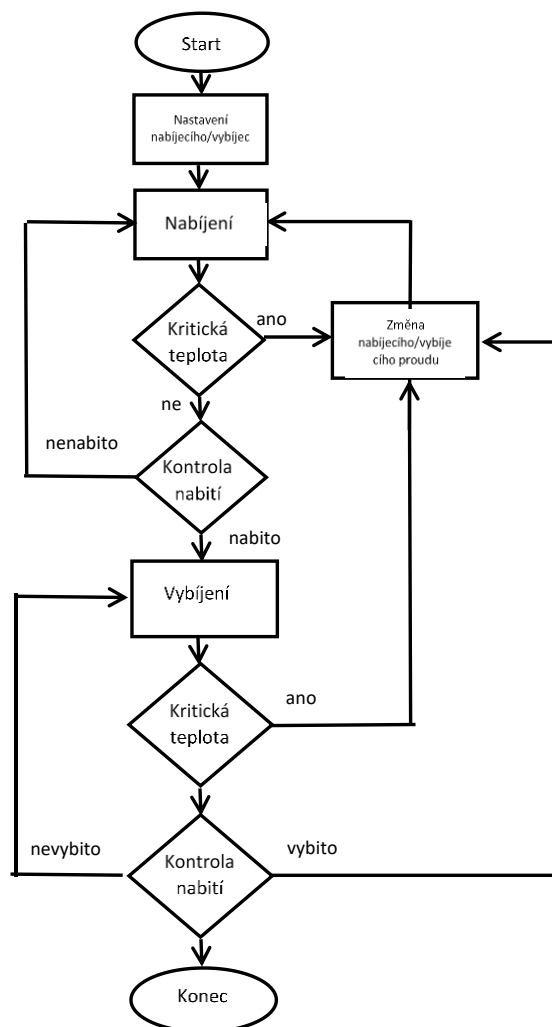 Start
Nastavení
nabíjecího/vybíjec
Nabíjení
Kritická
teplota
ano
Změna
nabíjecího/vybíje
cího proudu
ne
nenabito
Kontrola
nabití
nabito
Vybíjení
Kritická
teplota
ano
nevybito
Kontrola
nabití
vybito
Konec